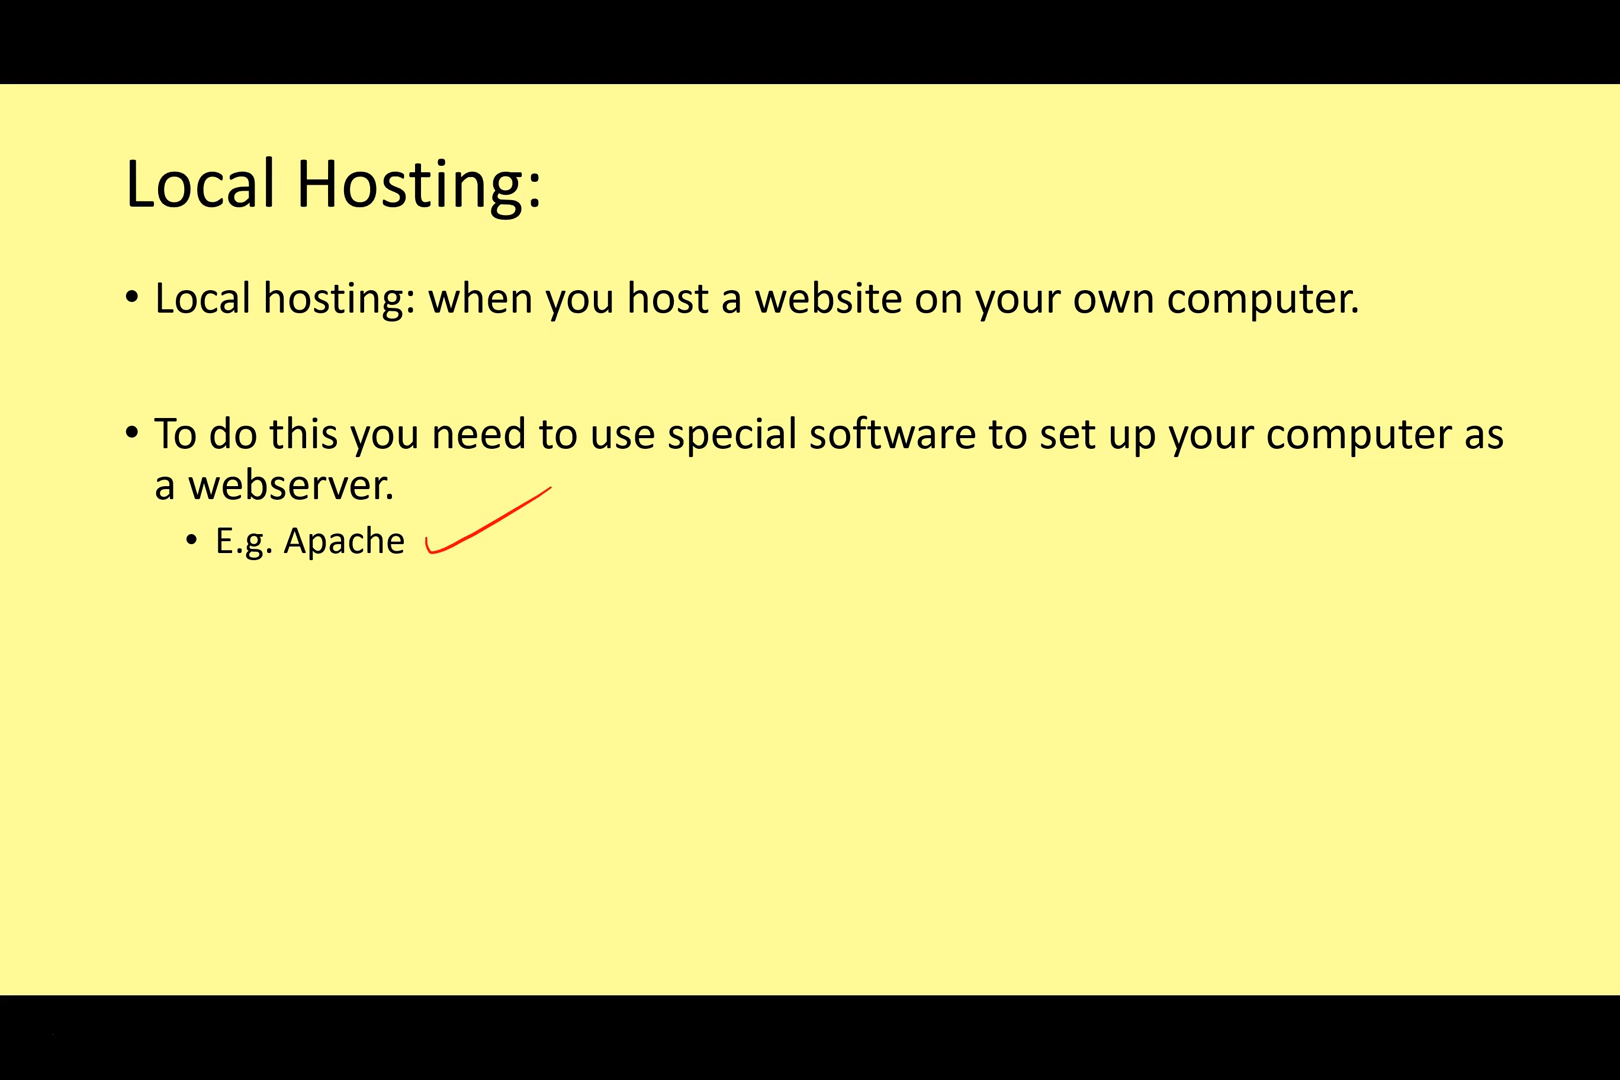 Local Hosting:
• Local hosting: when you host a website on your own computer.
• To do this you need to use special software to set up your computer as
a webserver.
• E.g. Apache